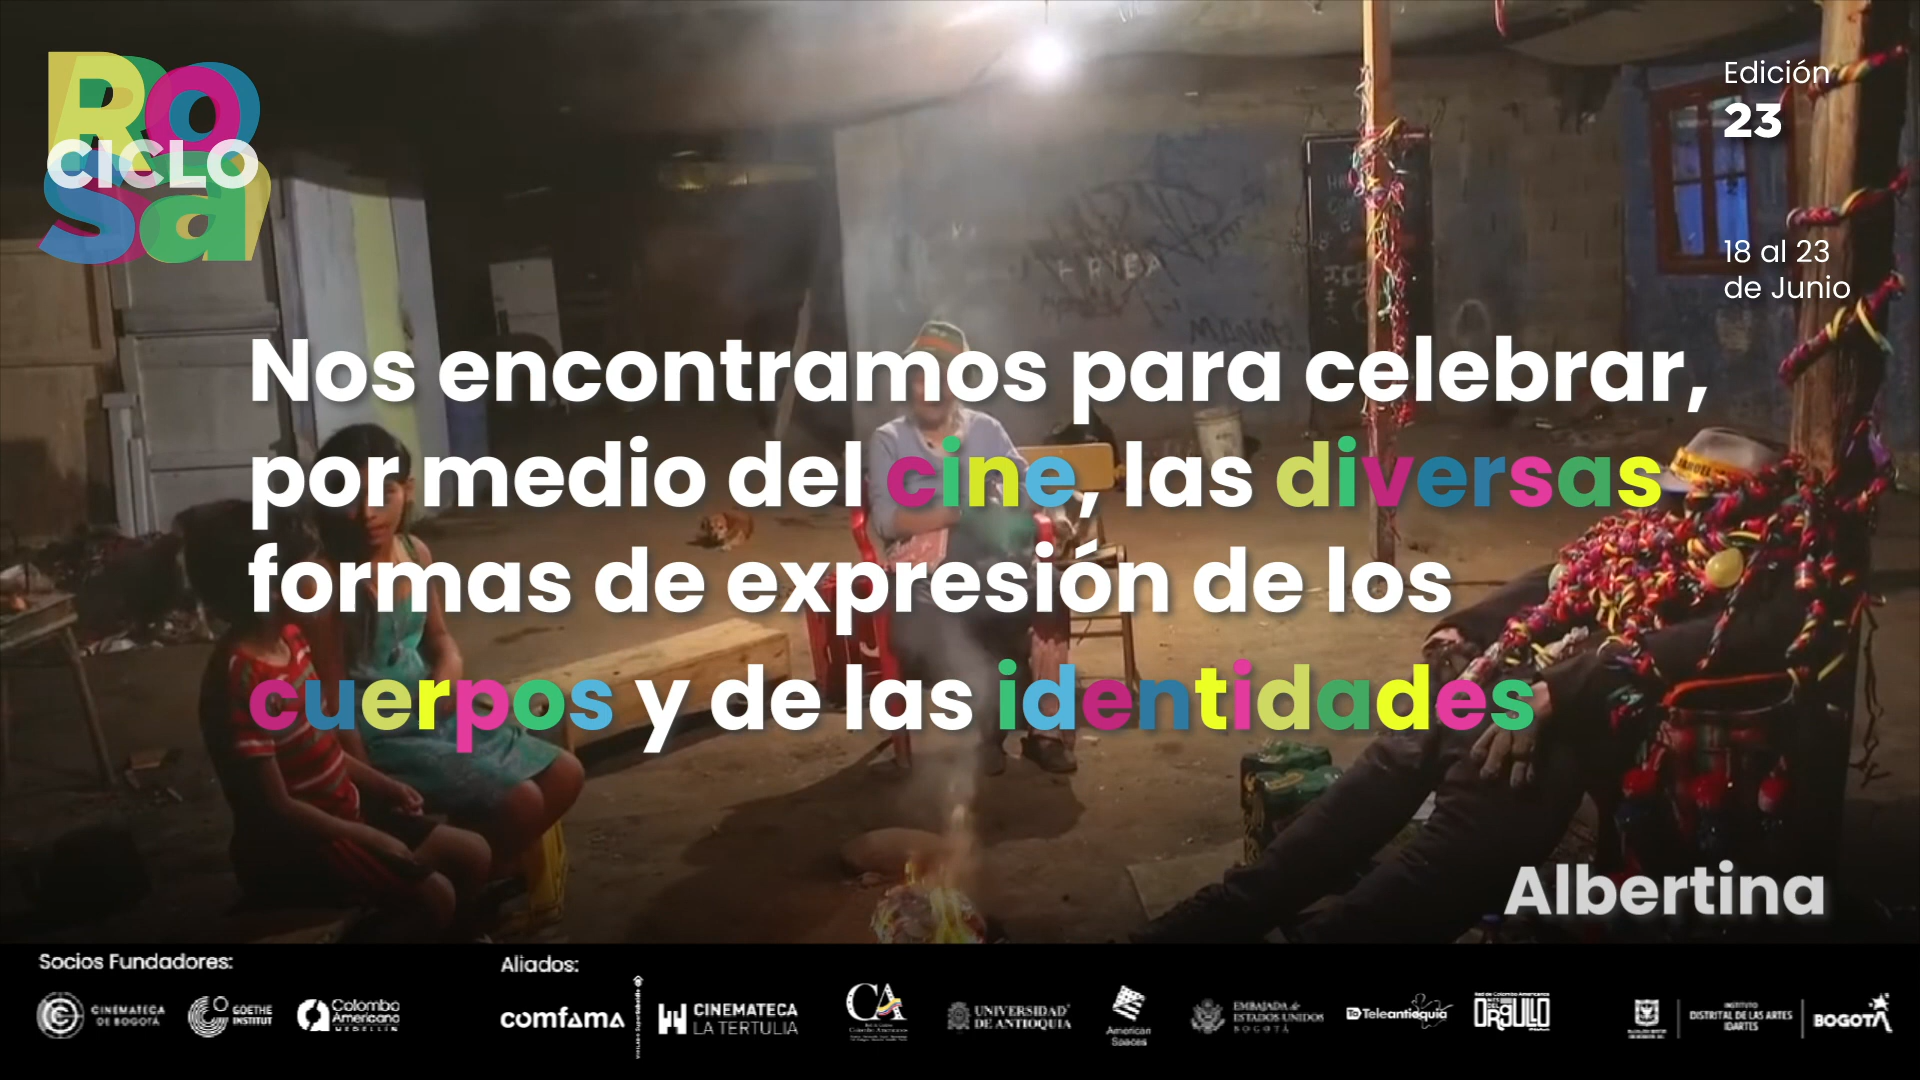 Ro
CICLO
Sa
Edición
23
18 al 23
de Junio
Nos encontramos para celebrar,
por medio del cine, las diversas
formas de expresión de los
cuerpos y de las identidades
Albertina
Socios Fundadores:
CINEMATECA
DE BOGOTÁ
GOETHE
INSTITUT
Colombo
Americano
MEDELLÍN
Aliados:
comfama
CINEMATECA
LA TERTULIA
CA
UNIVERSIDAD
DE ANTIOQUIA
American
Spaces
EMBAJADA de
ESTADOS UNIDOS
BOGOTÁ
Teleantioquia
ORGULLO
INSTITUTO
DISTRITAL DE LAS ARTES
IDARTES
BOGOTÁ